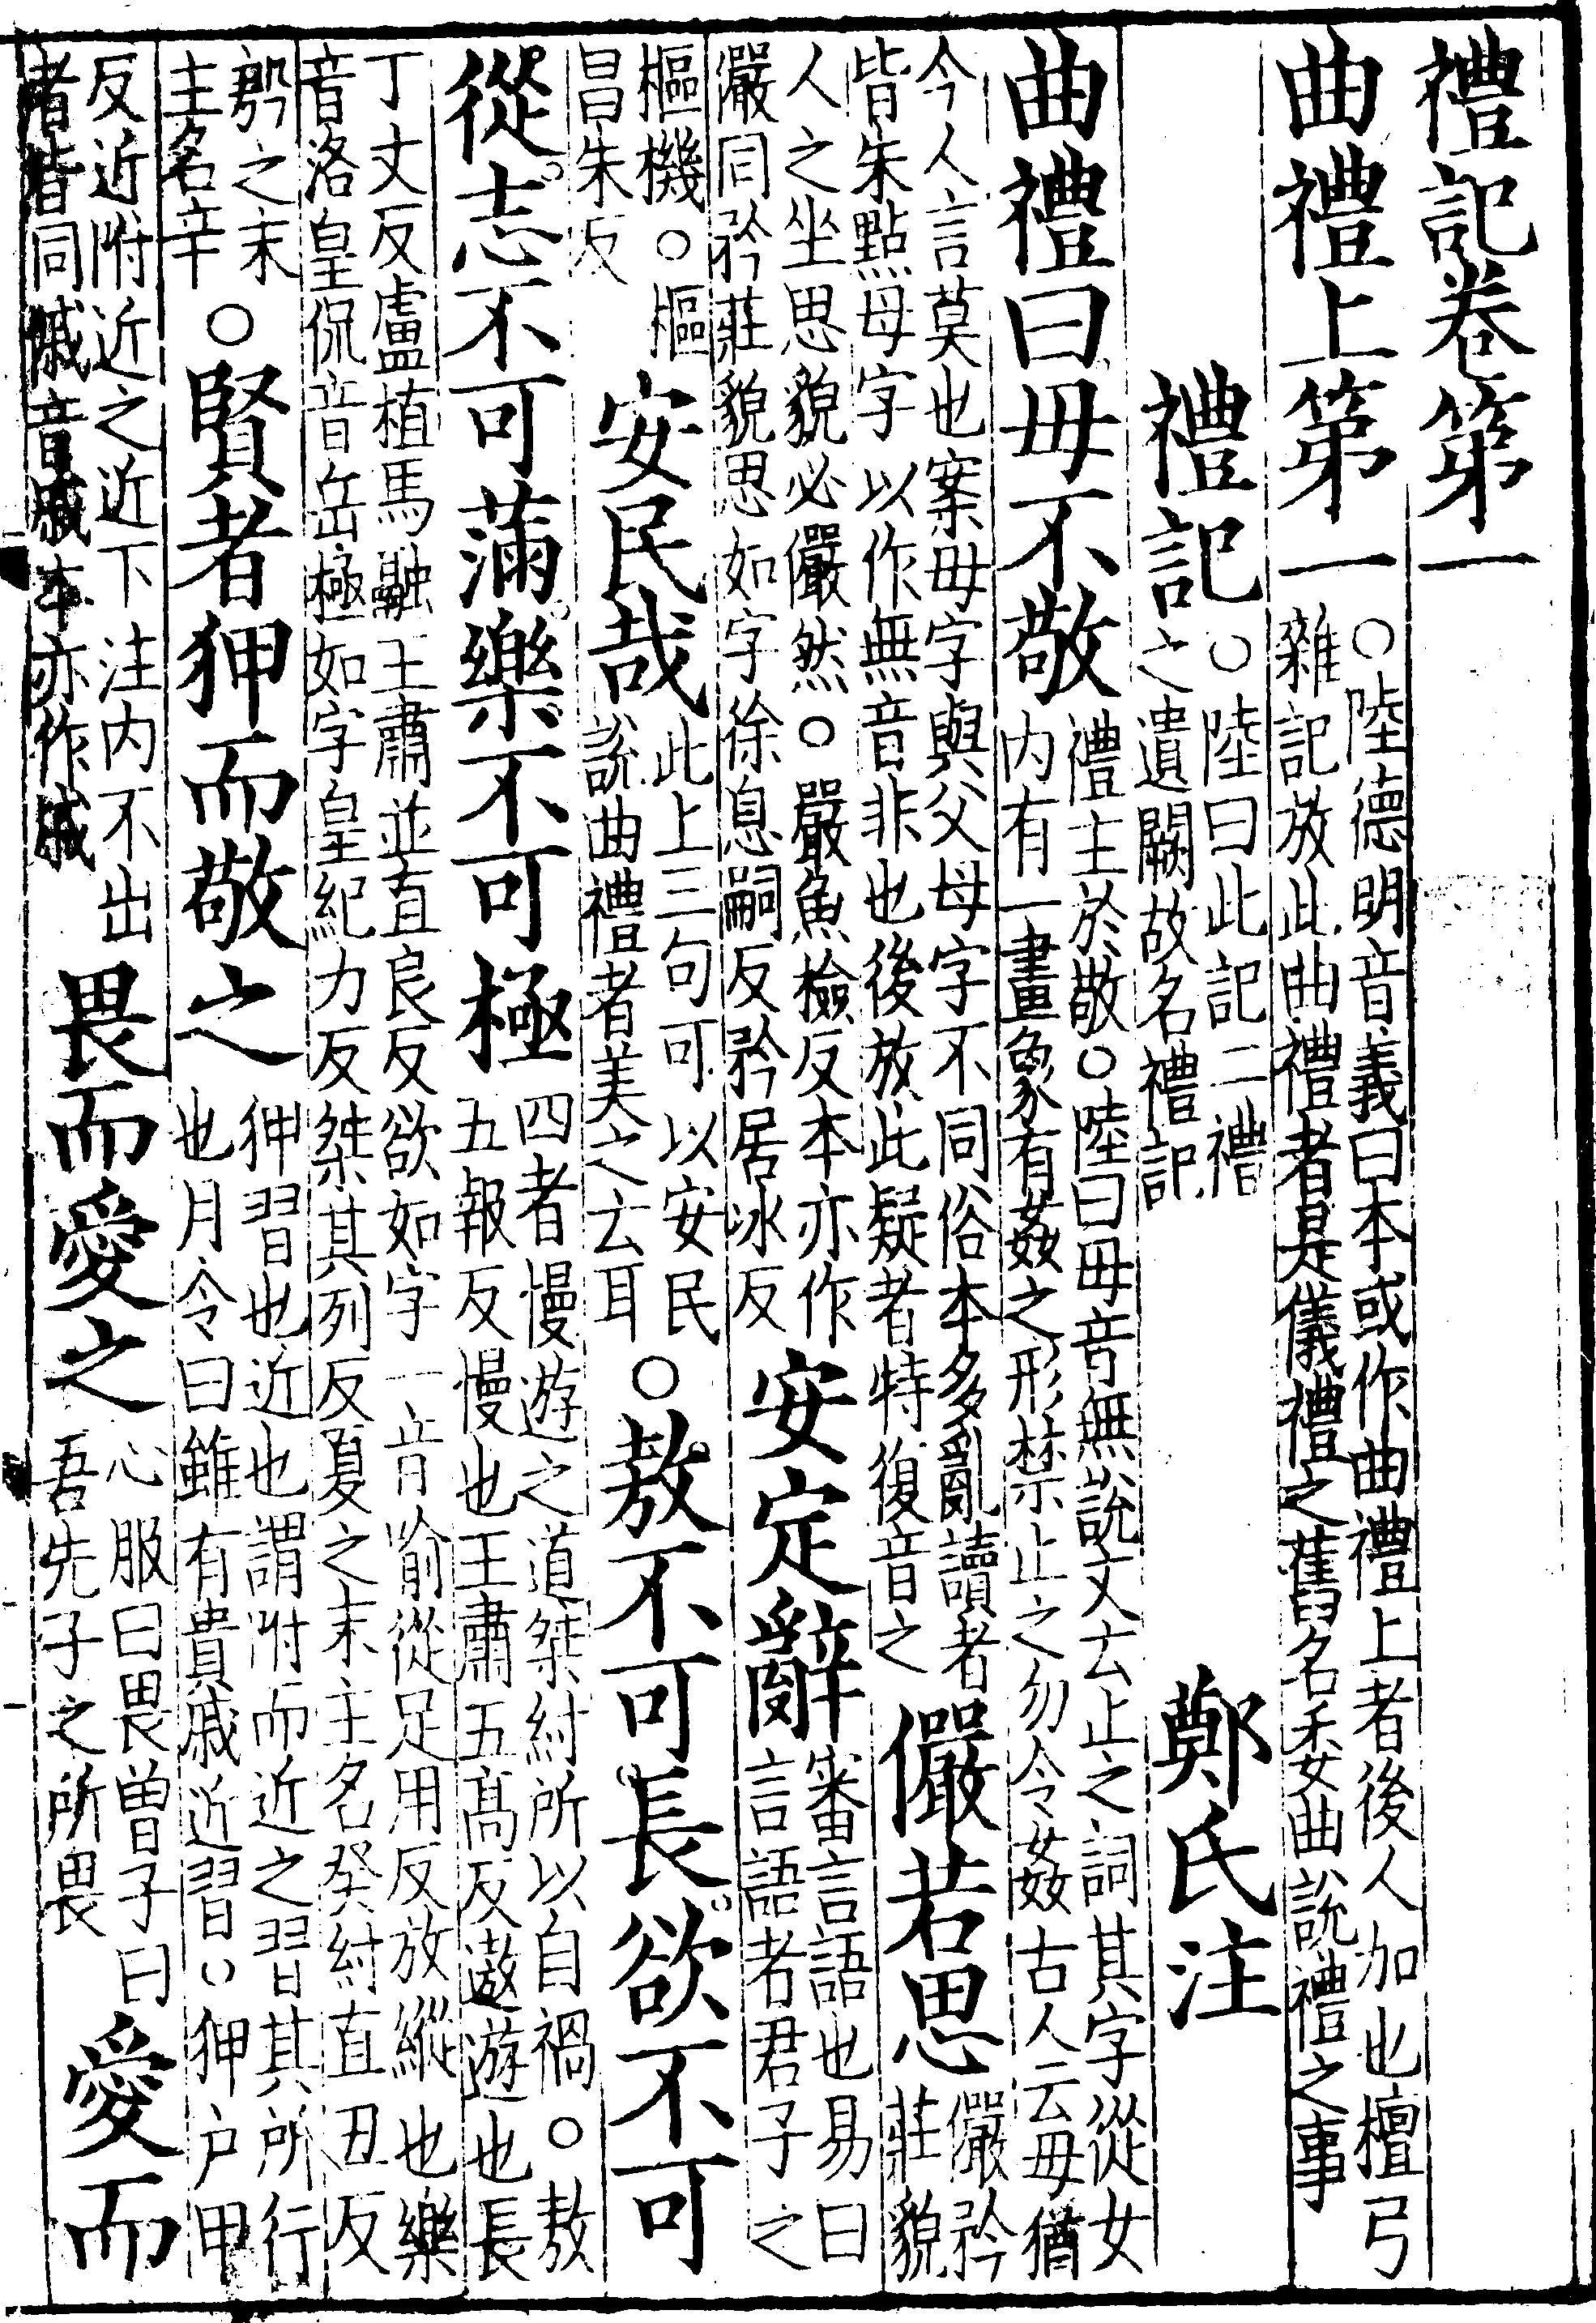 禮記卷第一
曲禮上第一○陸德明音義曰本或作曲禮上者後人加也檀弓
雜記放此曲禮者是儀禮之舊名委曲說禮之事
禮記○陸曰此記二禮
之遺闕故名禮記
鄭氏注
曲禮曰毋不敬禮主於敬○陸曰毋音無說文云止之詞其字從女
内有一畫象有姦之形禁止之勿令姦古人云毋猶
今人言莫也案毋字與父母字不同俗本多亂讀者
皆朱點母字以作無音非也後放此疑者特復音之
儼若思儼矜
莊貌
人之坐思貌必儼然○嚴魚檢反本亦作
儼同矜莊貌思如字徐息嗣反矜居冰反
安定辭審言語也易曰
言語者君子之
樞機○樞
昌朱反
安民哉此上三句可以安民
說曲禮者美之云耳
○敖不可長欲不可
從志不可滿樂不可極四者慢遊之道桀紂所以自禍○敖
五報反慢也王肅五高反遨遊也長
丁丈反盧植馬融王肅並直良反欲如字一音喻從足用反放縱也樂
音洛皇侃音岳極如字皇紀力反桀其列反夏之末主名癸紂直丑反
郣之末
主名辛
○賢者狎而敬之狎習也近也謂附而近之習其所行
也月令曰雖有貴戚近習○狎戶甲
反近附近之近下注内不出
者皆同戚音戚本亦作戚
畏而愛之心服曰畏曾子曰
吾先子之所畏
愛而